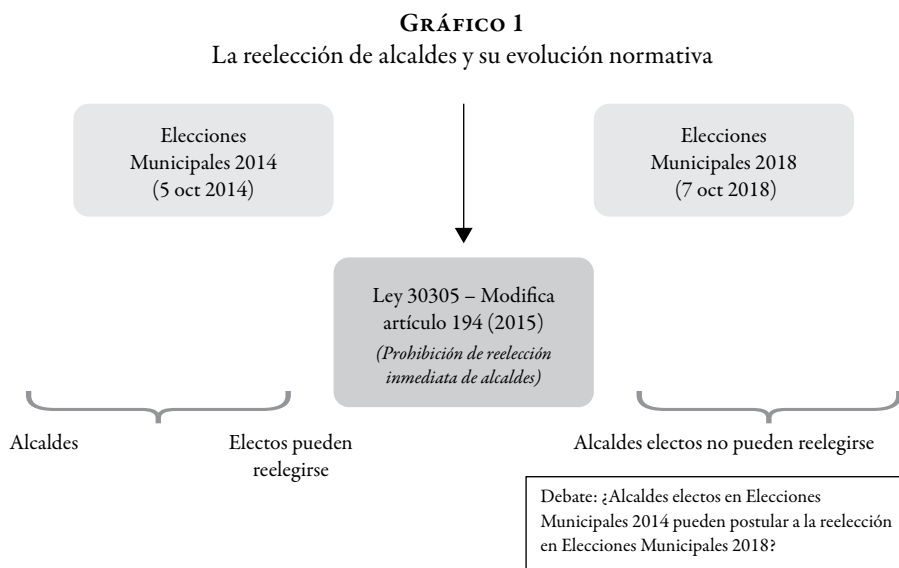 GRÁFICO 1
La reelección de alcaldes y su evolución normativa
Elecciones
Municipales 2014
(5 oct 2014)
Elecciones
Municipales 2018
(7 oct 2018)
Ley 30305 – Modifica
artículo 194 (2015)
(Prohibición de reelección
inmediata de alcaldes)
Alcaldes
Electos pueden
reelegirse
Alcaldes electos no pueden reelegirse
Debate: ¿Alcaldes electos en Elecciones
Municipales 2014 pueden postular a la reelección
en Elecciones Municipales 2018?